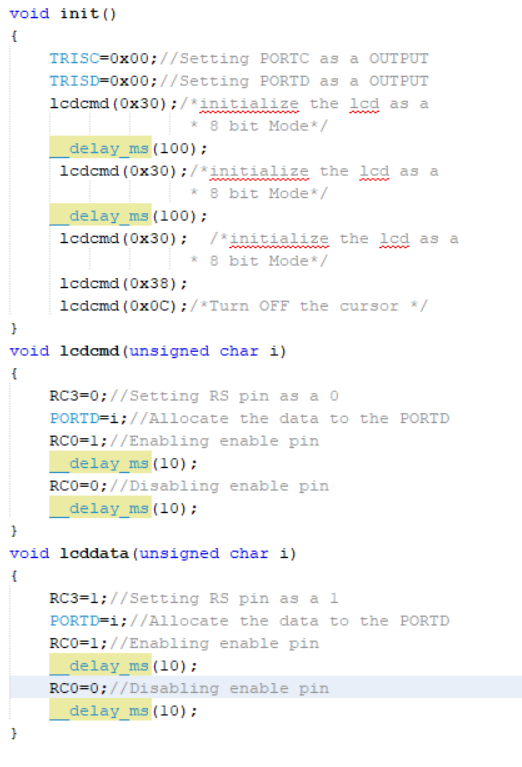 void init()
{
TRISC=0x00;//Setting PORTC as a OUTPUT
TRISD=0x00;//Setting PORTD as a OUTPUT
lcdcmd(0x30);/*initialize the lcd as a
* 8 bit Mode*/
__delay_ms(100);
lcdcmd(0x30);/*initialize the lcd as a
* 8 bit Mode*/
__delay_ms(100);
lcdcmd(0x30);  /*initialize the lcd as a
* 8 bit Mode*/
lcdcmd(0x38);
lcdcmd(0x0C);/*Turn OFF the cursor */
}
void lcdcmd(unsigned char i)
{
RC3=0;//Setting RS pin as a 0
PORTD=i;//Allocate the data to the PORTD
RC0=1;//Enabling enable pin
__delay_ms(10);
RC0=0;//Disabling enable pin
__delay_ms(10);
}
void lcddata(unsigned char i)
{
RC3=1;//Setting RS pin as a 1
PORTD=i;//Allocate the data to the PORTD
RC0=1;//Enabling enable pin
__delay_ms(10);
RC0=0;//Disabling enable pin
__delay_ms(10);
}